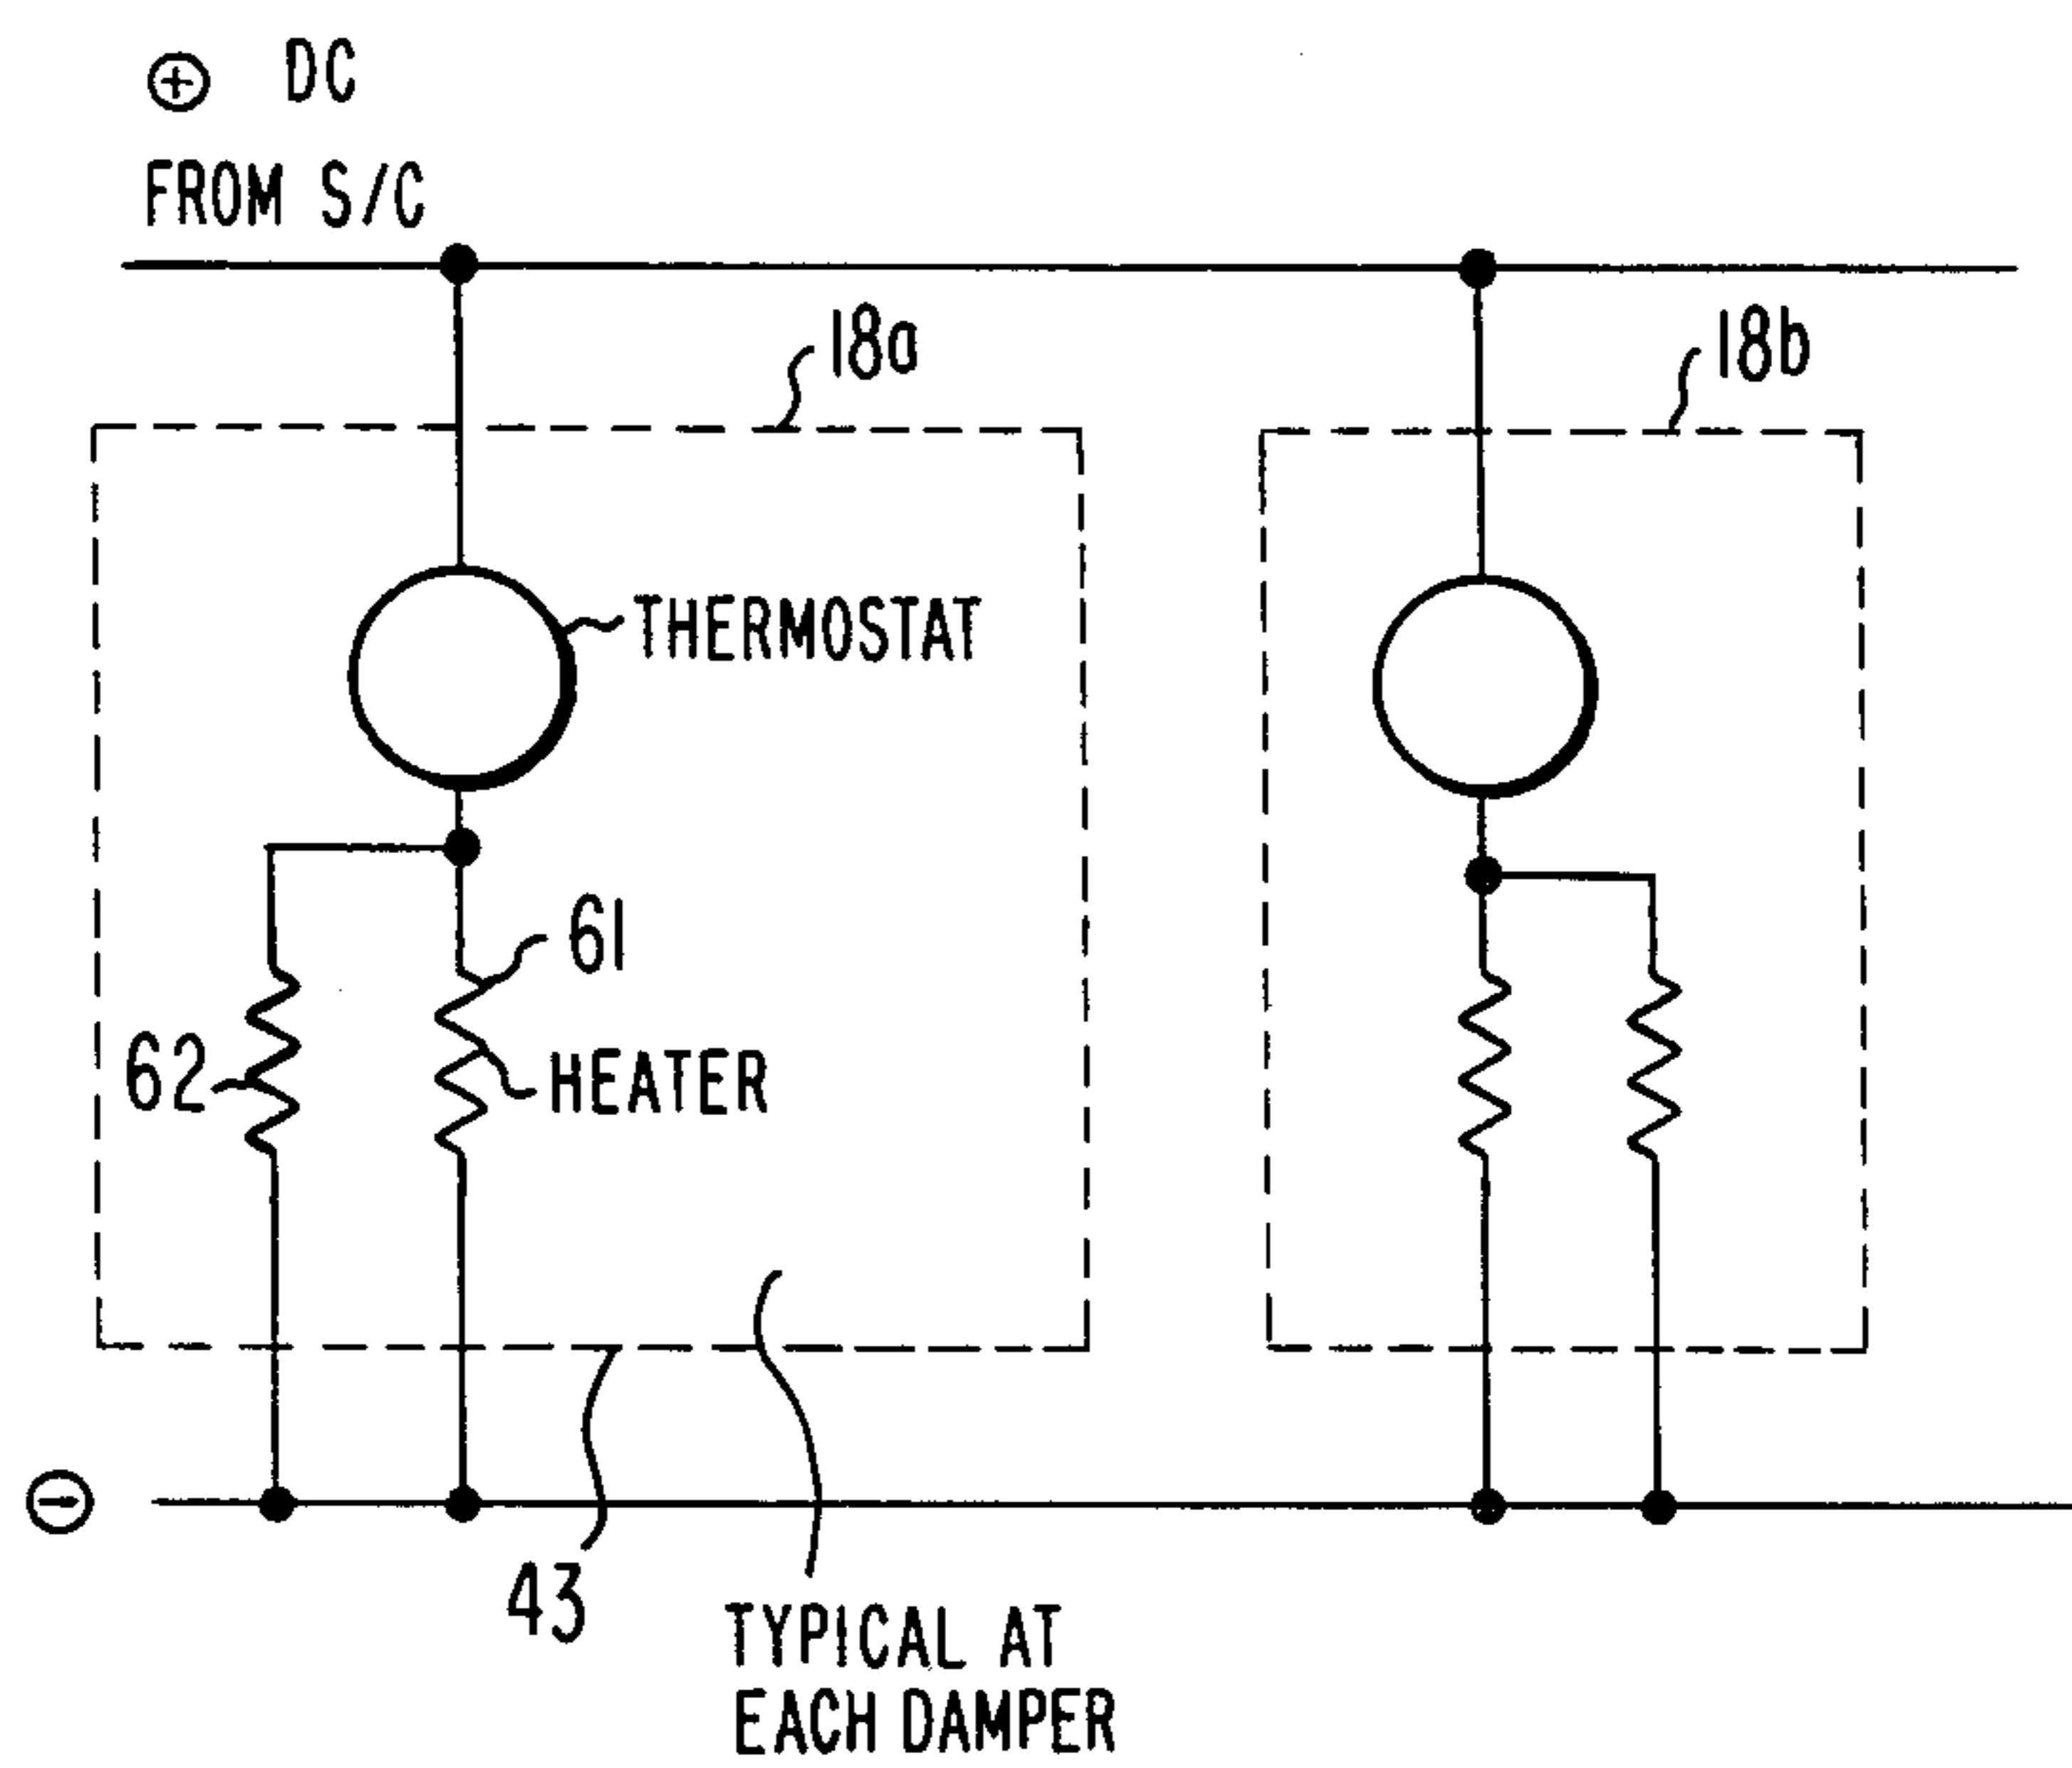 ⊕ DC
FROM S/C
18a
18b
THERMOSTAT
61
62
HEATER
⊖
43
TYPICAL AT
EACH DAMPER